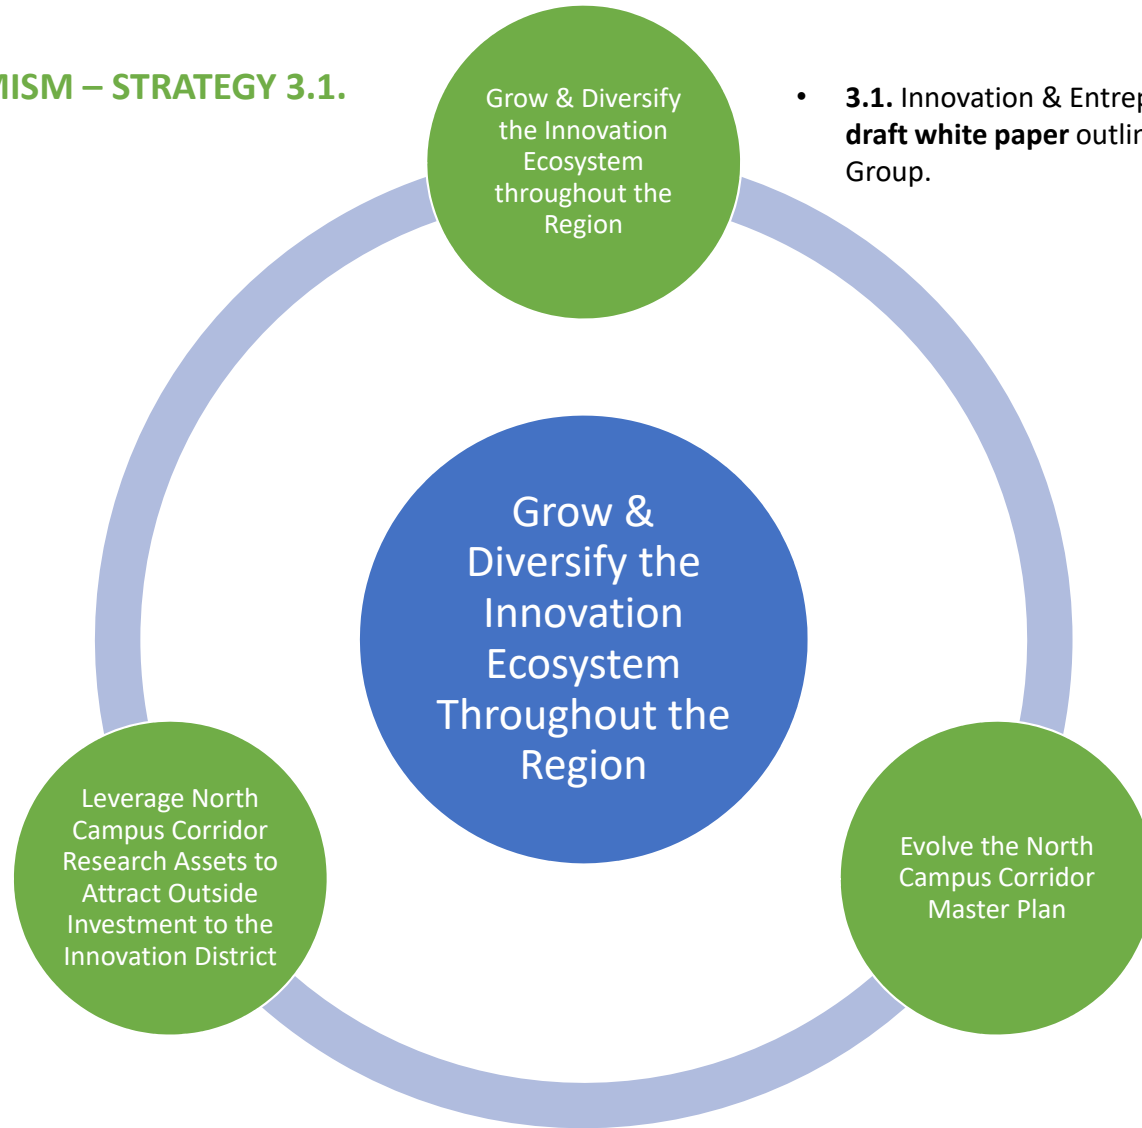 MISM – STRATEGY 3.1.
Grow & Diversify
the Innovation
Ecosystem
throughout the
Region
• 3.1. Innovation & Entrep
draft white paper outlin
Group.
Grow &
Diversify the
Innovation
Ecosystem
Throughout the
Region
Leverage North
Campus Corridor
Research Assets to
Attract Outside
Investment to the
Innovation District
Evolve the North
Campus Corridor
Master Plan